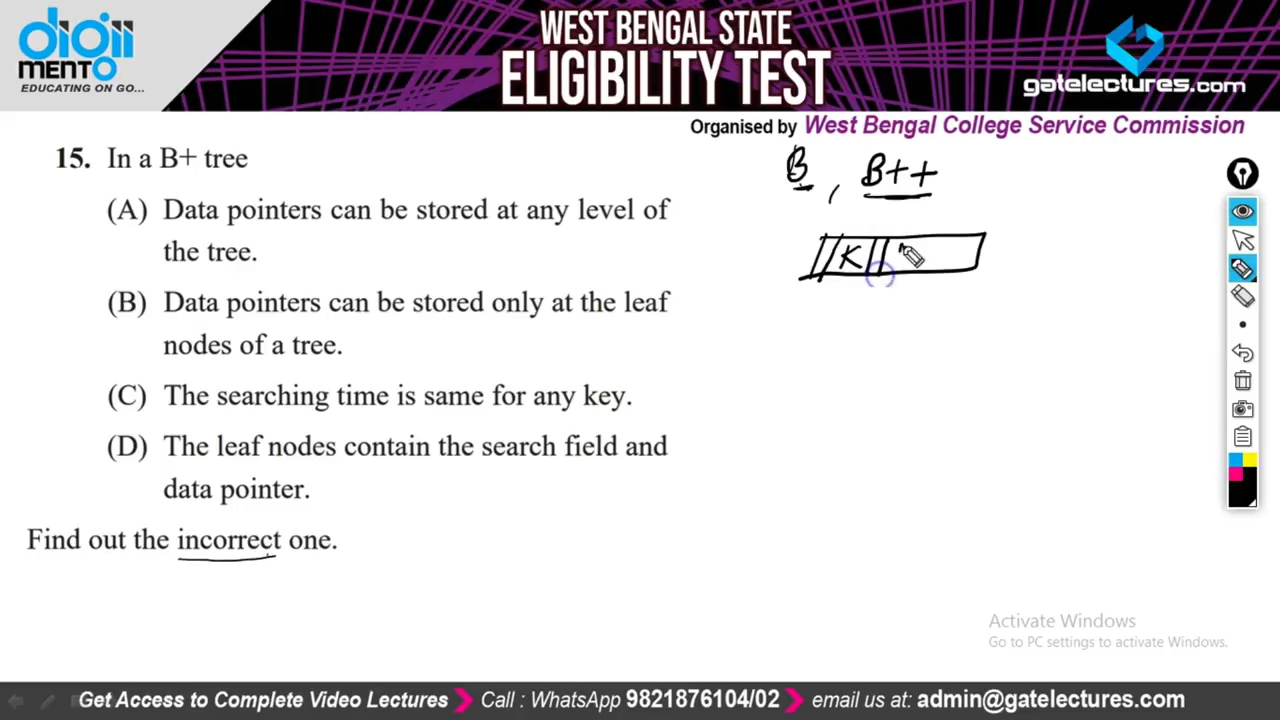 digii
MENTO
EDUCATING ON GO...
WEST BENGAL STATE
ELIGIBILITY TEST
gatelectures.com
Organised by West Bengal College Service Commission
15. In a B+ tree
(A) Data pointers can be stored at any level of
the tree.
(B) Data pointers can be stored only at the leaf
nodes of a tree.
(C) The searching time is same for any key.
(D) The leaf nodes contain the search field and
data pointer.
Find out the incorrect one.
B , B++
K
Activate Windows
Go to PC settings to activate Windows.
Get Access to Complete Video Lectures Call : WhatsApp 9821876104/02 email us at: admin@gatelectures.com